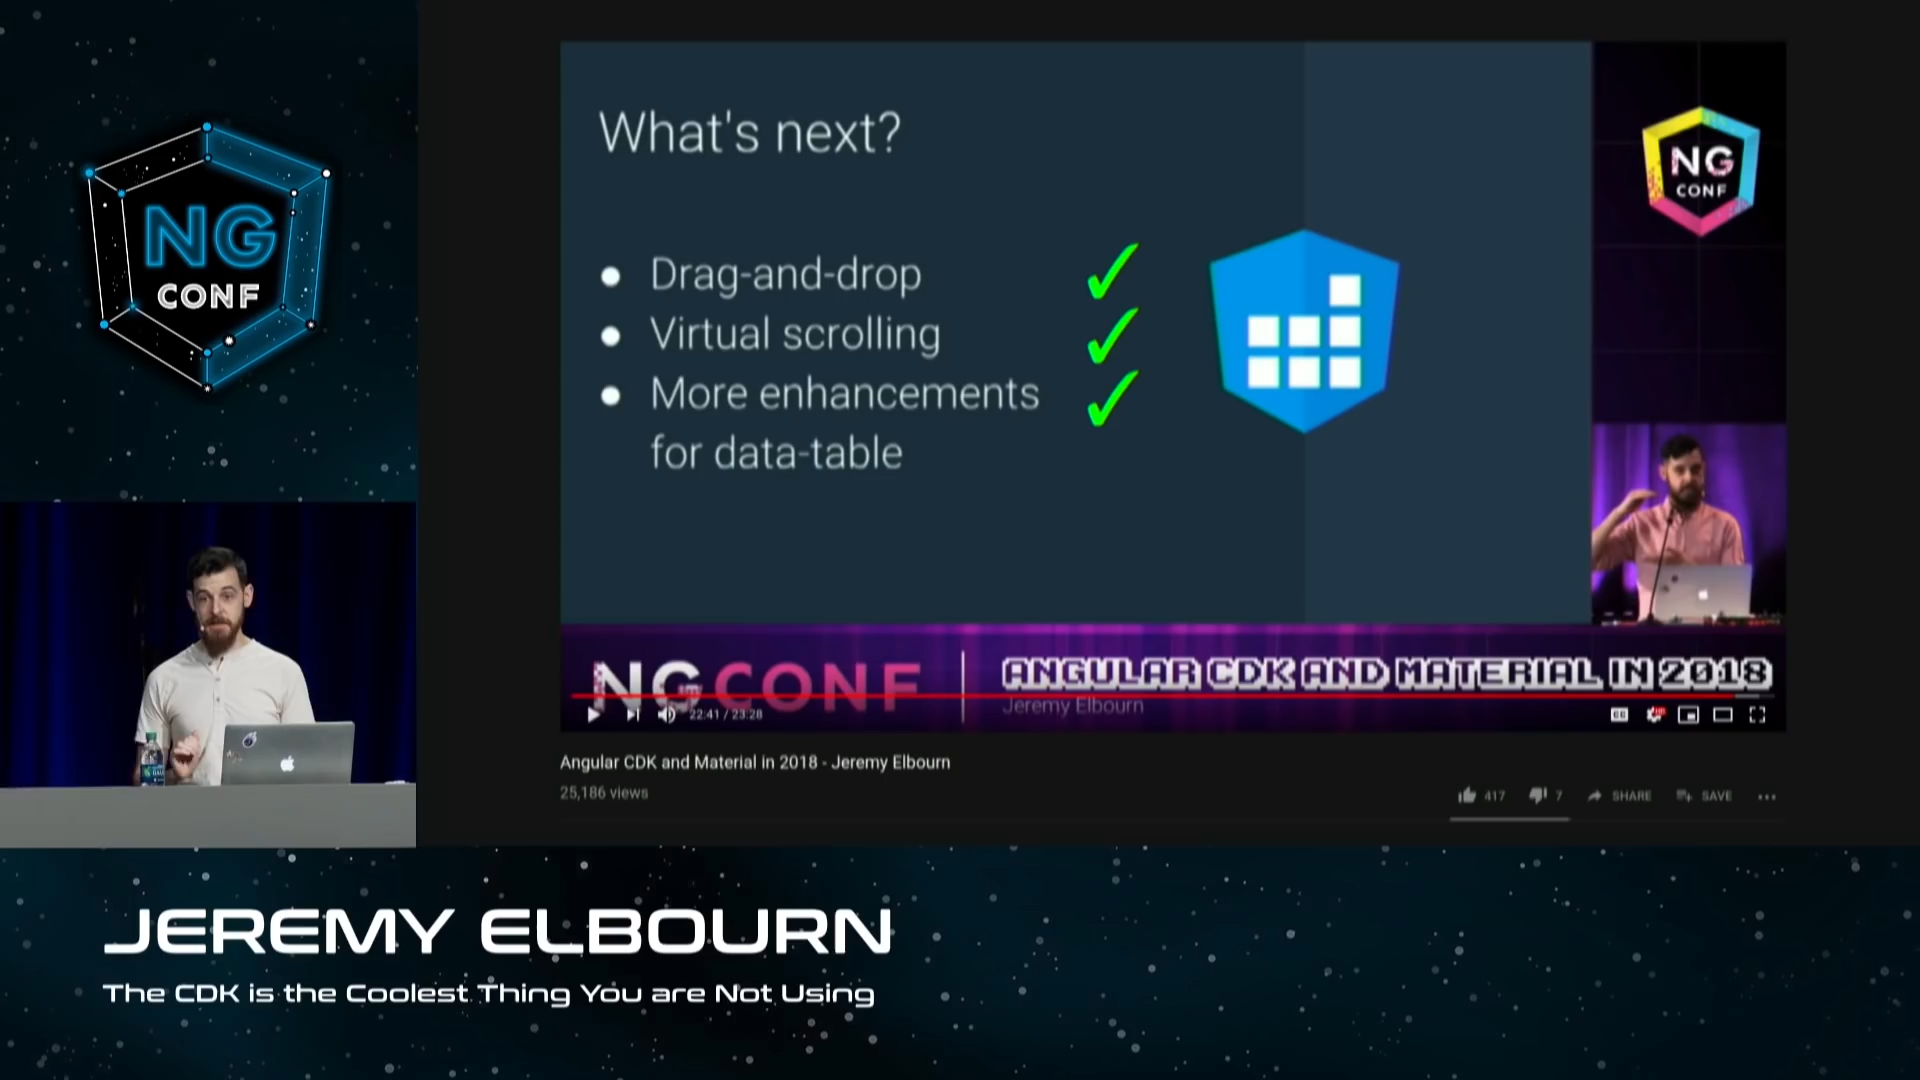 NG
CONF
What's next?
● Drag-and-drop ✓
● Virtual scrolling ✓
● More enhancements ✓
for data-table
NG
CONF
NG CONF
ANGULAR CDK AND MATERIAL IN 2018
Jeremy Elbourn
22:41 / 23:28
CC
HD
Angular CDK and Material in 2018 - Jeremy Elbourn
25,186 views
417
7
SHARE
SAVE
JEREMY ELBOURN
The CDK is the Coolest Thing You are Not Using